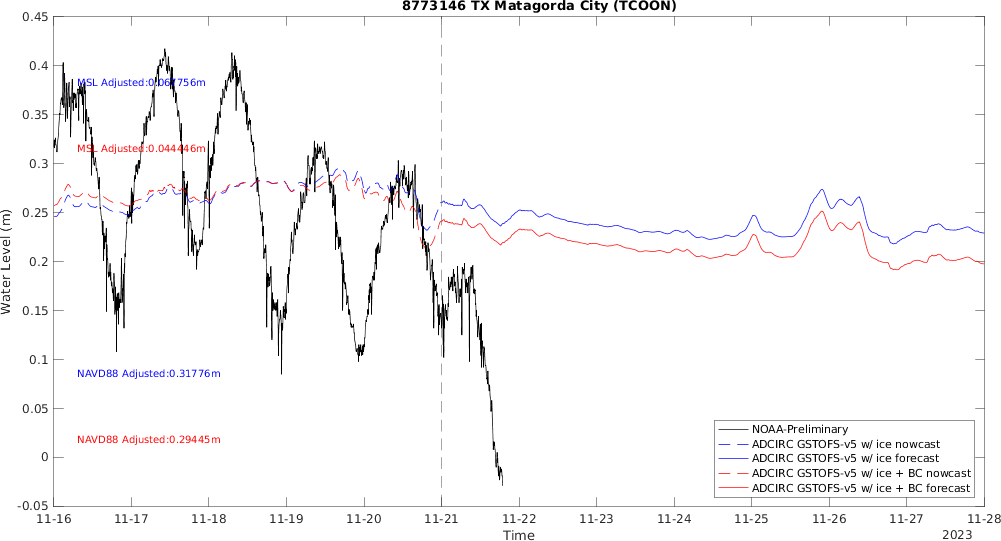 8773146 TX Matagorda City (TCOON)
0.45
0.4
0.35
0.3
0.25
0.2
0.15
0.1
0.05
0
-0.05
Water Level (m)
MSL Adjusted:0.067756m
MSL Adjusted:0.044446m
NAVD88 Adjusted:0.31776m
NAVD88 Adjusted:0.29445m
NOAA-Preliminary
ADCIRC GSTOFS-v5 w/ ice nowcast
ADCIRC GSTOFS-v5 w/ ice forecast
ADCIRC GSTOFS-v5 w/ ice + BC nowcast
ADCIRC GSTOFS-v5 w/ ice + BC forecast
11-16 11-17 11-18 11-19 11-20 11-21 11-22 11-23 11-24 11-25 11-26 11-27 11-28
Time
2023